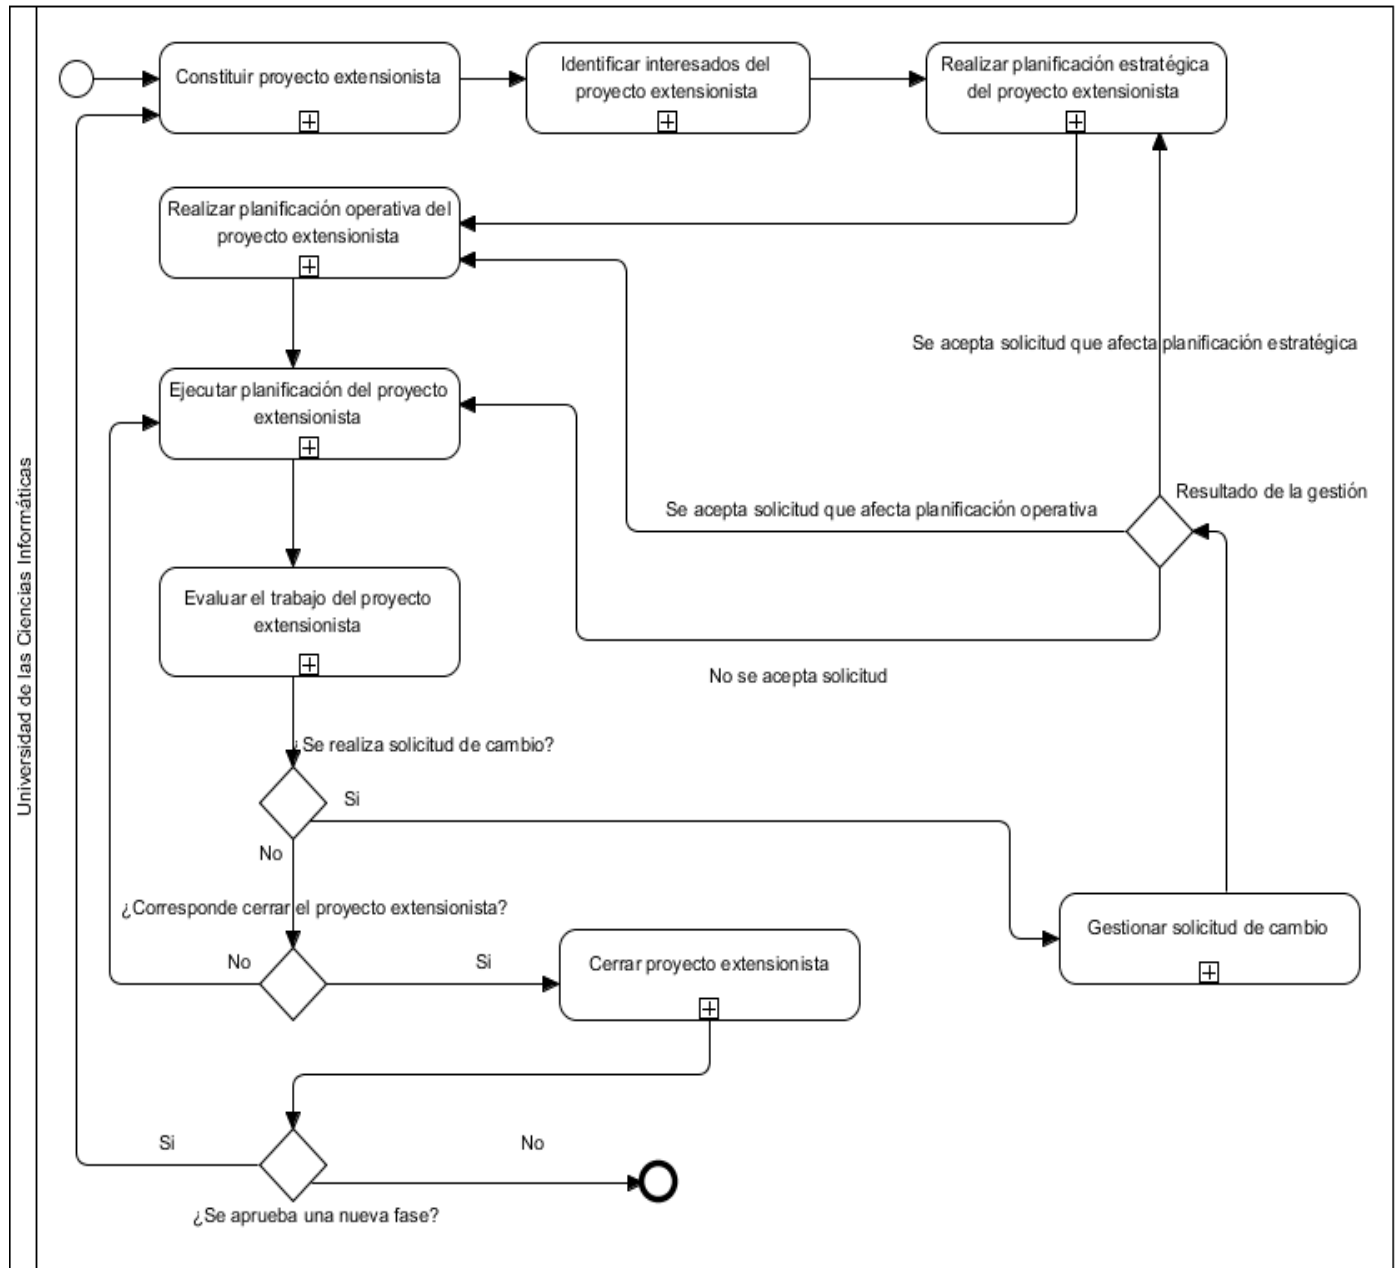 Universidad de las Ciencias Informáticas
Constituir proyecto extensionista
Identificar interesados del
proyecto extensionista
Realizar planificación estratégica
del proyecto extensionista
Realizar planificación operativa del
proyecto extensionista
Se acepta solicitud que afecta planificación estratégica
Ejecutar planificación del proyecto
extensionista
Resultado de la gestión
Se acepta solicitud que afecta planificación operativa
Evaluar el trabajo del proyecto
extensionista
No se acepta solicitud
¿Se realiza solicitud de cambio?
Si
No
¿Corresponde cerrar el proyecto extensionista?
Gestionar solicitud de cambio
No
Si
Cerrar proyecto extensionista
Si
No
¿Se aprueba una nueva fase?